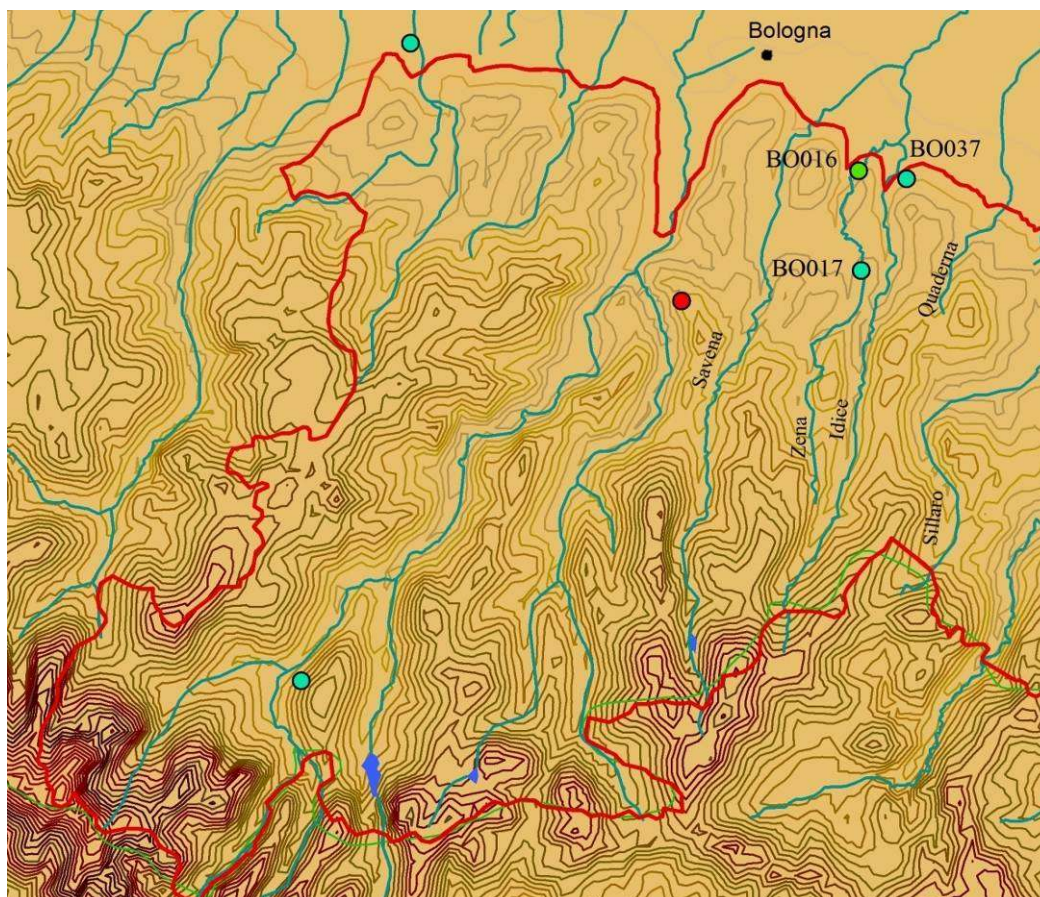 Bologna
BO016
BO037
BO017
Quaderna
Savena
Zena
Idice
Sillaro